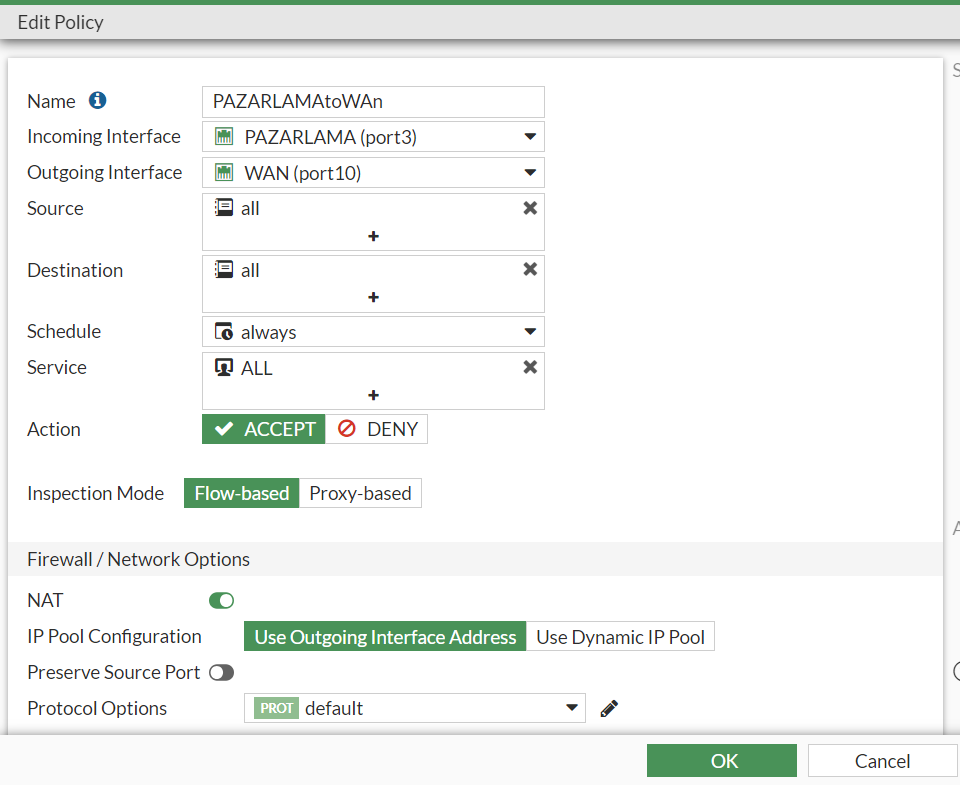 Edit Policy
Name PAZARLAMAtoWAn
Incoming Interface PAZARLAMA (port3)
Outgoing Interface WAN (port10)
Source all
+
Destination all
+
Schedule always
Service ALL
+
Action ACCEPT DENY
Inspection Mode Flow-based Proxy-based
Firewall / Network Options
NAT
IP Pool Configuration Use Outgoing Interface Address Use Dynamic IP Pool
Preserve Source Port
Protocol Options PROT default
OK Cancel